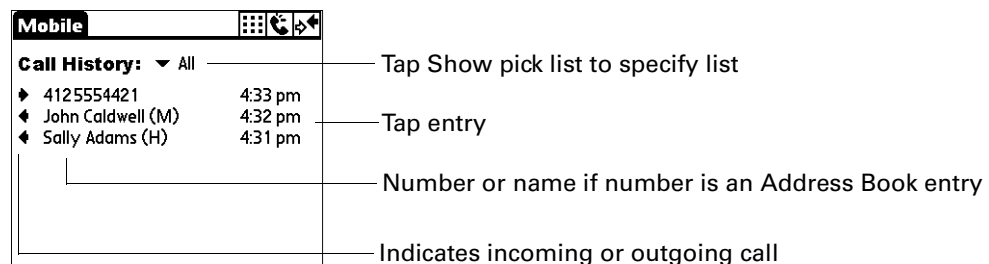 Mobile
Call History: All
Tap Show pick list to specify list
4125554421 4:33 pm
John Caldwell (M) 4:32 pm
Tap entry
Sally Adams (H) 4:31 pm
Number or name if number is an Address Book entry
Indicates incoming or outgoing call